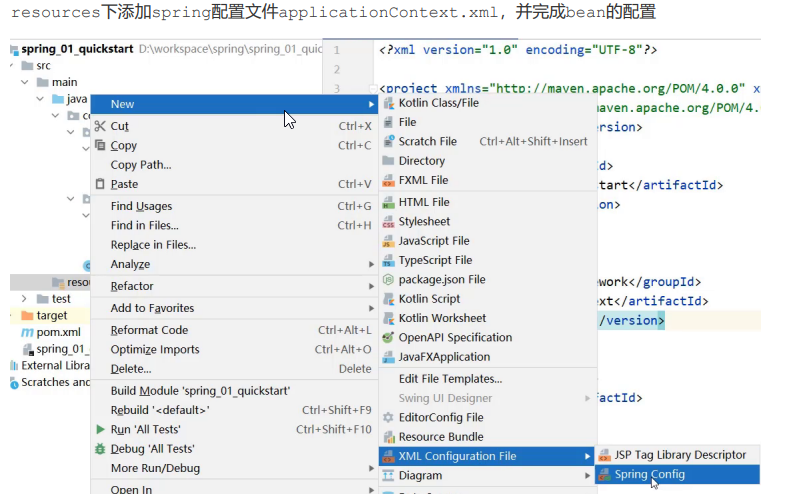 resources下添加spring配置文件applicationContext.xml，并完成bean的配置
spring_01_quickstart D:\workspace\spring\spring_01_quic
src
main
java
resou
test
target
pom.xml
spring_01_
External Libra
Scratches and
1 <?xml version="1.0" encoding="UTF-8"?>
2
3 <project xmlns="http://maven.apache.org/POM/4.0.0" x
maven.apache.org/POM/4.
ersion>
d>
start</artifactId>
on>
ework</groupId>
ext</artifactId>
/version>
factId>
New
Cut Ctrl+X
Copy Ctrl+C
Copy Path...
Paste Ctrl+V
Find Usages Ctrl+G
Find in Files... Ctrl+H
Replace in Files...
Analyze
Refactor
Add to Favorites
Reformat Code Ctrl+Alt+L
Optimize Imports Ctrl+Alt+O
Delete... Delete
Build Module 'spring_01_quickstart'
Rebuild '<default>' Ctrl+Shift+F9
Run 'All Tests' Ctrl+Shift+F10
Debug 'All Tests'
More Run/Debug
Open In
Kotlin Class/File
File
Scratch File Ctrl+Alt+Shift+Insert
Directory
FXML File
HTML File
Stylesheet
JavaScript File
TypeScript File
package.json File
Kotlin Script
Kotlin Worksheet
OpenAPI Specification
JavaFXApplication
Edit File Templates...
Swing UI Designer
EditorConfig File
Resource Bundle
XML Configuration File
Diagram
JSP Tag Library Descriptor
Spring Config